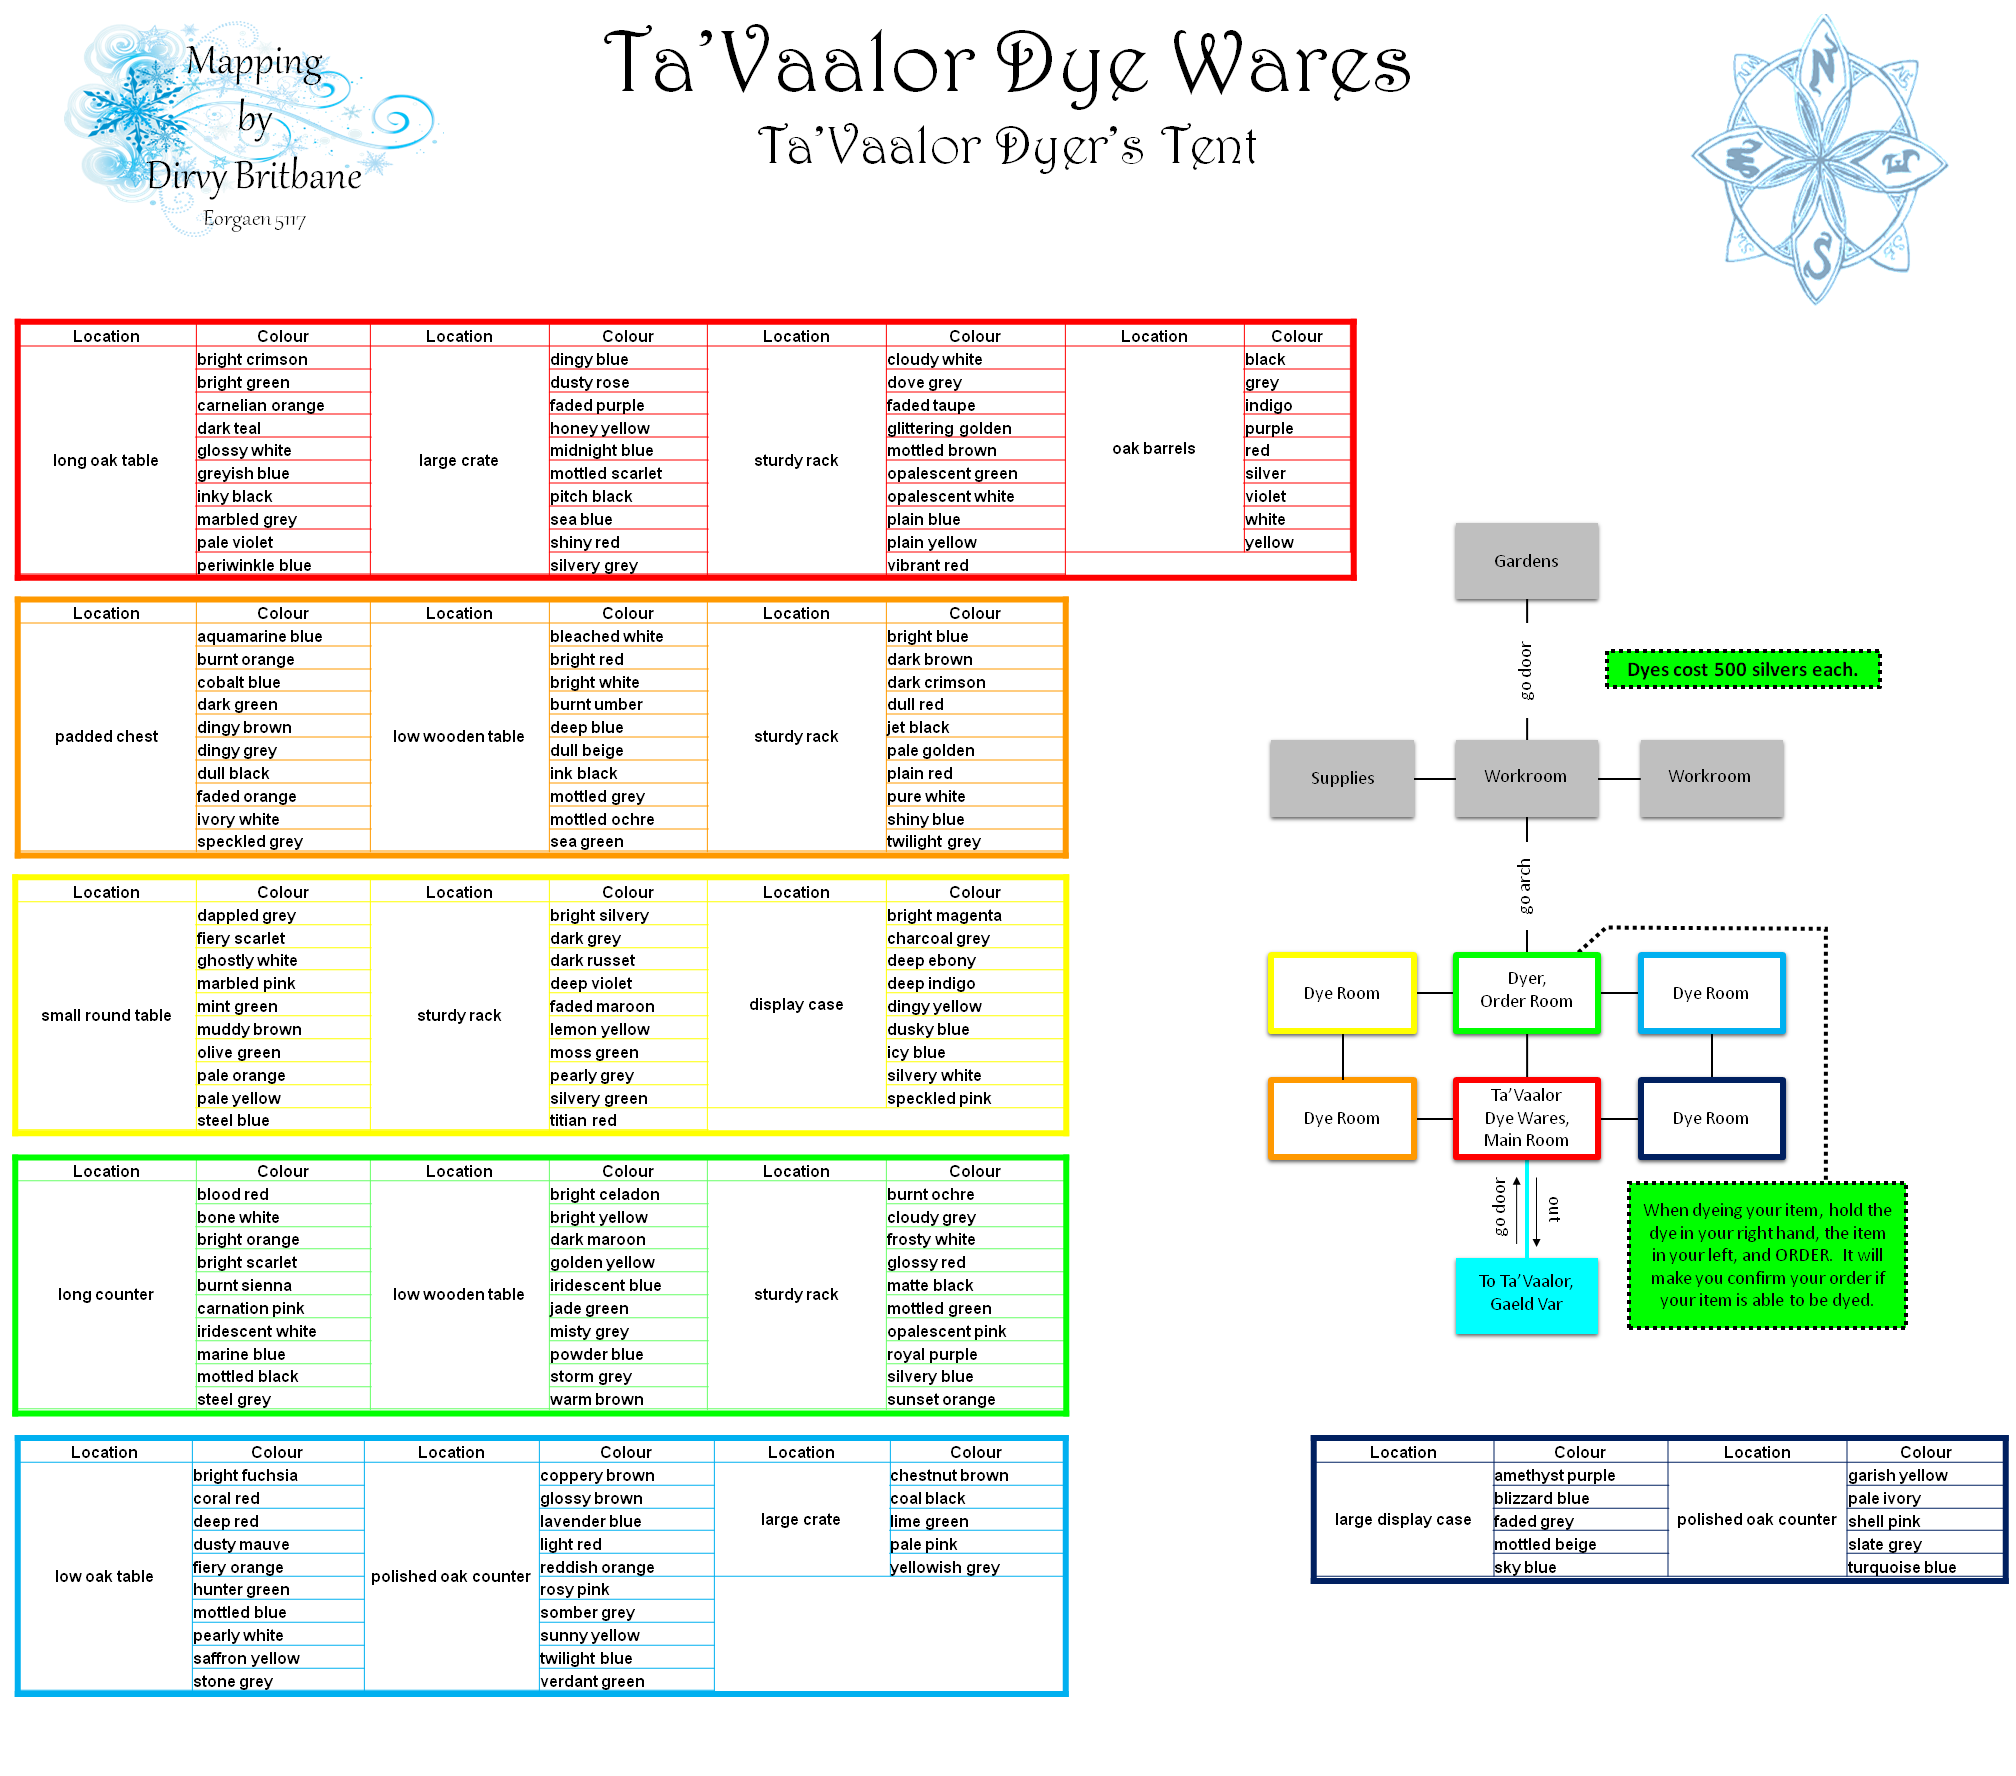 Mapping
by
Dirvy Britbane
Eorgaen 5117
Ta'Vaalor Dye Wares
Ta'Vaalor Dyer's Tent
N
E
S
W
Location Colour Location Colour Location Colour Location Colour
long oak table
bright crimson
bright green
carnelian orange
dark teal
glossy white
greyish blue
inky black
marbled grey
pale violet
periwinkle blue
large crate
dingy blue
dusty rose
faded purple
honey yellow
midnight blue
mottled scarlet
pitch black
sea blue
shiny red
silvery grey
sturdy rack
cloudy white
dove grey
faded taupe
glittering golden
mottled brown
opalescent green
opalescent white
plain blue
plain yellow
vibrant red
oak barrels
black
grey
indigo
purple
red
silver
violet
white
yellow
Location Colour Location Colour Location Colour
padded chest
aquamarine blue
burnt orange
cobalt blue
dark green
dingy brown
dingy grey
dull black
faded orange
ivory white
speckled grey
low wooden table
bleached white
bright red
bright white
burnt umber
deep blue
dull beige
ink black
mottled grey
mottled ochre
sea green
sturdy rack
bright blue
dark brown
dark crimson
dull red
jet black
pale golden
plain red
pure white
shiny blue
twilight grey
Location Colour Location Colour Location Colour
small round table
dappled grey
fiery scarlet
ghostly white
marbled pink
mint green
muddy brown
olive green
pale orange
pale yellow
steel blue
sturdy rack
bright silvery
dark grey
dark russet
deep violet
faded maroon
lemon yellow
moss green
pearly grey
silvery green
titian red
display case
bright magenta
charcoal grey
deep ebony
deep indigo
dingy yellow
dusky blue
icy blue
silvery white
speckled pink
Location Colour Location Colour Location Colour
long counter
blood red
bone white
bright orange
bright scarlet
burnt sienna
carnation pink
iridescent white
marine blue
mottled black
steel grey
low wooden table
bright celadon
bright yellow
dark maroon
golden yellow
iridescent blue
jade green
misty grey
powder blue
storm grey
warm brown
sturdy rack
burnt ochre
cloudy grey
frosty white
glossy red
matte black
mottled green
opalescent pink
royal purple
silvery blue
sunset orange
Location Colour Location Colour Location Colour
low oak table
bright fuchsia
coral red
deep red
dusty mauve
fiery orange
hunter green
mottled blue
pearly white
saffron yellow
stone grey
polished oak counter
coppery brown
glossy brown
lavender blue
light red
reddish orange
rosy pink
somber grey
sunny yellow
twilight blue
verdant green
large crate
chestnut brown
coal black
lime green
pale pink
yellowish grey
Gardens
go door
Dyes cost 500 silvers each.
Supplies
Workroom
Workroom
go arch
Dye Room
Dyer,
Order Room
Dye Room
Dye Room
Ta'Vaalor
Dye Wares,
Main Room
Dye Room
go door
out
To Ta'Vaalor,
Gaeld Var
When dyeing your item, hold the
dye in your right hand, the item
in your left, and ORDER. It will
make you confirm your order if
your item is able to be dyed.
Location Colour Location Colour
large display case
amethyst purple
blizzard blue
faded grey
mottled beige
sky blue
polished oak counter
garish yellow
pale ivory
shell pink
slate grey
turquoise blue